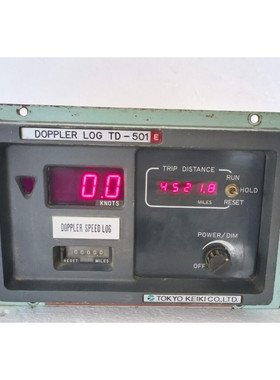 DOPPLER LOG TD-501 E
TRIP DISTANCE
0.0
KNOTS
4521.8
MILES
RUN
HOLD
RESET
DOPPLER SPEED LOG
RESET MILES
POWER/DIM
OFF
TOKYO KEIKI CO., LTD.